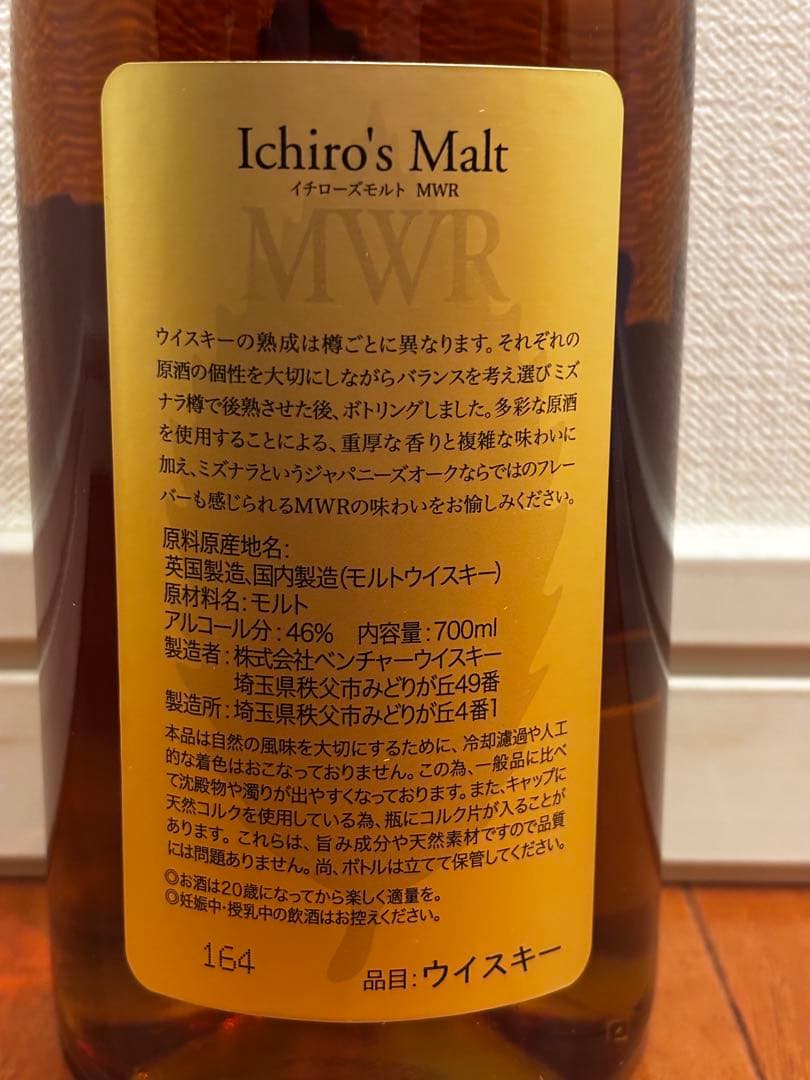 Ichiro's Malt
イチローズモルト MWR
MWR
ウイスキーの熟成は樽ごとに異なります。それぞれの
原酒の個性を大切にしながらバランスを考え選びミズ
ナラ樽で後熟させた後、ボトリングしました。多彩な原酒
を使用することによる、重厚な香りと複雑な味わいに
加え、ミズナラというジャパニーズオークならではのフレー
バーも感じられるMWRの味わいをお愉しみください。
原料原産地名:
英国製造、国内製造(モルトウイスキー)
原材料名:モルト
アルコール分:46% 内容量:700ml
製造者:株式会社ベンチャーウイスキー
埼玉県秩父市みどりが丘49番
製造所:埼玉県秩父市みどりが丘4番1
本品は自然の風味を大切にするために、冷却濾過や人工
的な着色はおこなっておりません。この為、一般品に比べ
て沈殿物や濁りが出やすくなっております。また、キャップに
天然コルクを使用している為、瓶にコルク片が入ることが
あります。これらは、旨み成分や天然素材ですので品質
には問題ありません。尚、ボトルは立てて保管してください。
◎お酒は20歳になってから楽しく適量を。
◎妊娠中・授乳中の飲酒はお控えください。
164
品目:ウイスキー